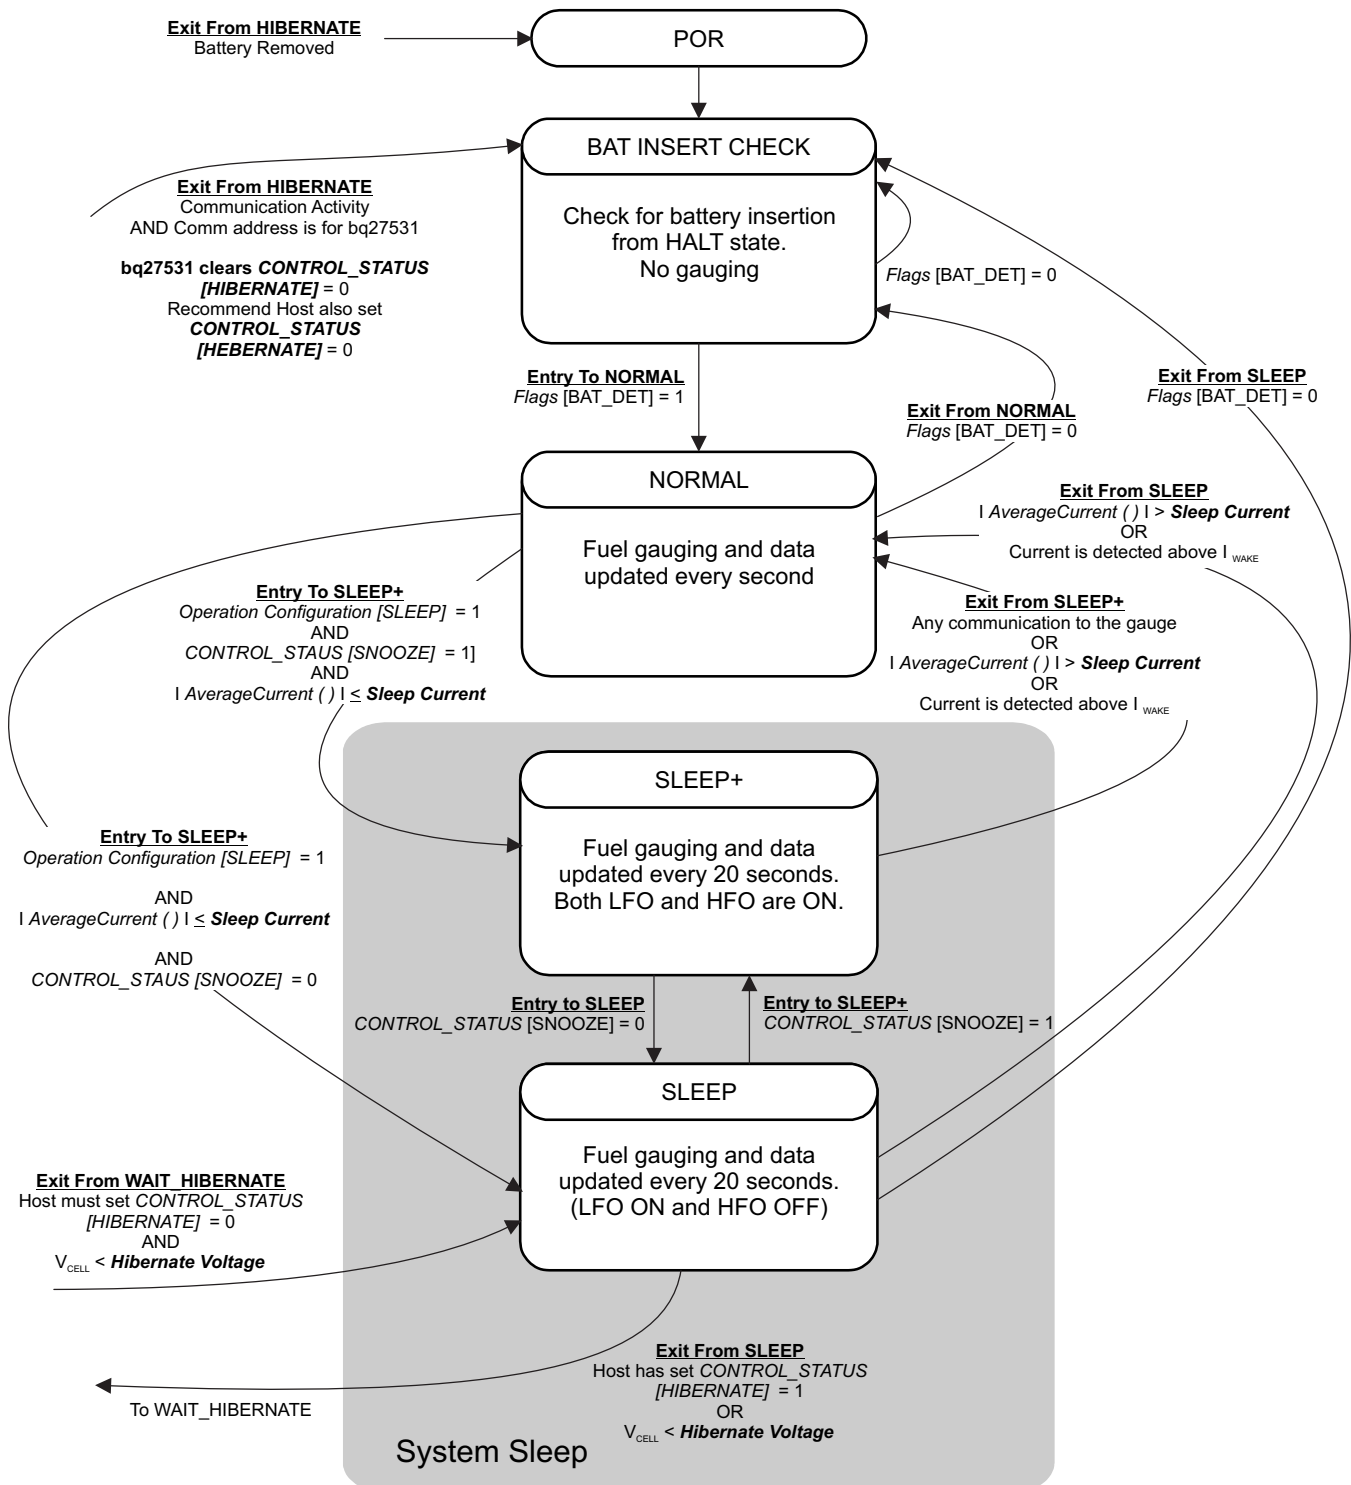 Exit From HIBERNATE
Battery Removed
POR
BAT INSERT CHECK
Check for battery insertion
from HALT state.
No gauging
Exit From HIBERNATE
Communication Activity
AND Comm address is for bq27531
bq27531 clears CONTROL_STATUS
[HIBERNATE] = 0
Recommend Host also set
CONTROL_STATUS
[HEBERNATE] = 0
Flags [BAT_DET] = 0
Entry To NORMAL
Flags [BAT_DET] = 1
Exit From NORMAL
Flags [BAT_DET] = 0
Exit From SLEEP
Flags [BAT_DET] = 0
NORMAL
Fuel gauging and data
updated every second
Exit From SLEEP
I AverageCurrent ( ) I > Sleep Current
OR
Current is detected above I WAKE
Entry To SLEEP+
Operation Configuration [SLEEP] = 1
AND
CONTROL_STAUS [SNOOZE] = 1]
AND
I AverageCurrent ( ) I ≤ Sleep Current
Exit From SLEEP+
Any communication to the gauge
OR
I AverageCurrent ( ) I > Sleep Current
OR
Current is detected above I WAKE
SLEEP+
Fuel gauging and data
updated every 20 seconds.
Both LFO and HFO are ON.
Entry To SLEEP+
Operation Configuration [SLEEP] = 1
AND
I AverageCurrent ( ) I ≤ Sleep Current
AND
CONTROL_STAUS [SNOOZE] = 0
Entry to SLEEP
CONTROL_STATUS [SNOOZE] = 0
Entry to SLEEP+
CONTROL_STATUS [SNOOZE] = 1
SLEEP
Fuel gauging and data
updated every 20 seconds.
(LFO ON and HFO OFF)
Exit From WAIT_HIBERNATE
Host must set CONTROL_STATUS
[HIBERNATE] = 0
AND
VCELL < Hibernate Voltage
Exit From SLEEP
Host has set CONTROL_STATUS
[HIBERNATE] = 1
OR
VCELL < Hibernate Voltage
To WAIT_HIBERNATE
System Sleep